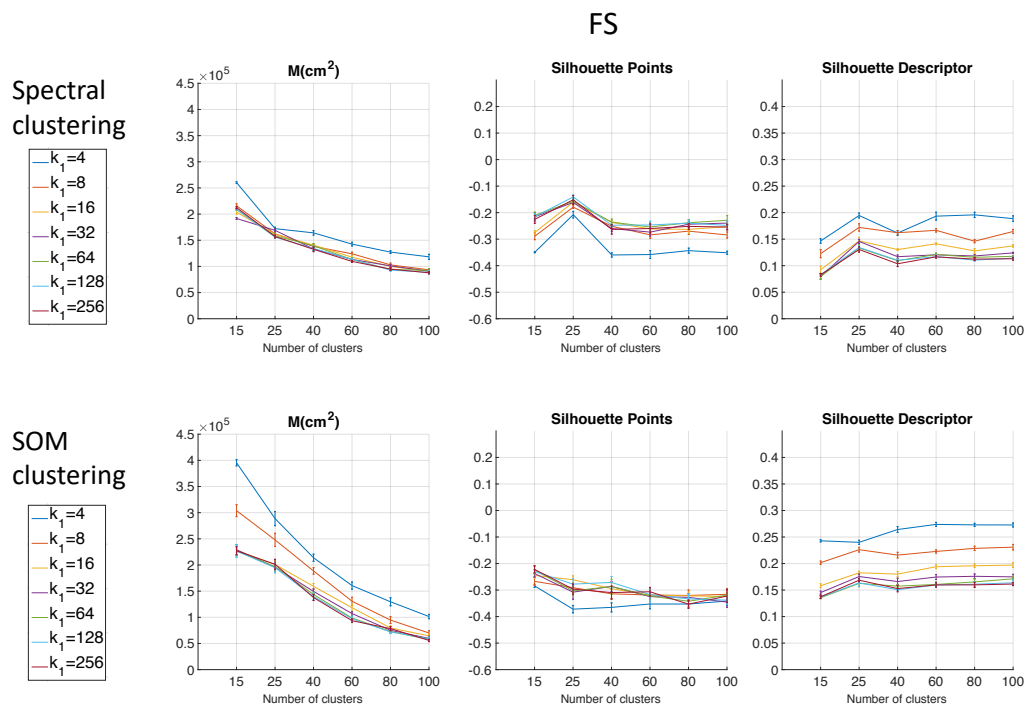 FS
Spectral
clustering
k1=4
k1=8
k1=16
k1=32
k1=64
k1=128
k1=256
M(cm2)
×105
4.5
4
3.5
3
2.5
2
1.5
1
0.5
0
15 25 40 60 80 100
Number of clusters
Silhouette Points
0.2
0.1
0
-0.1
-0.2
-0.3
-0.4
-0.5
-0.6
15 25 40 60 80 100
Number of clusters
Silhouette Descriptor
0.4
0.35
0.3
0.25
0.2
0.15
0.1
0.05
0
15 25 40 60 80 100
Number of clusters
SOM
clustering
k1=4
k1=8
k1=16
k1=32
k1=64
k1=128
k1=256
M(cm2)
×105
4.5
4
3.5
3
2.5
2
1.5
1
0.5
0
15 25 40 60 80 100
Number of clusters
Silhouette Points
0.2
0.1
0
-0.1
-0.2
-0.3
-0.4
-0.5
-0.6
15 25 40 60 80 100
Number of clusters
Silhouette Descriptor
0.4
0.35
0.3
0.25
0.2
0.15
0.1
0.05
0
15 25 40 60 80 100
Number of clusters